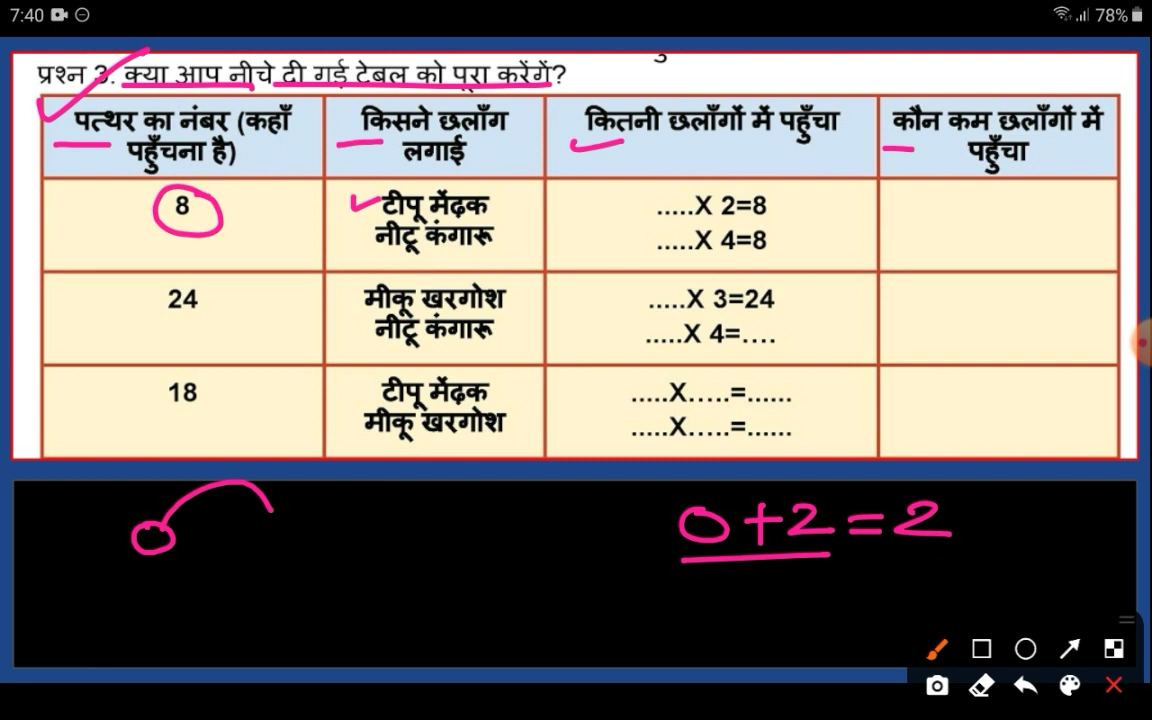 7:40
78%
प्रश्न 3. क्या आप नीचे दी गई टेबल को पूरा करेंगें?
पत्थर का नंबर (कहाँ पहुँचना है)
किसने छलाँग लगाई
कितनी छलाँगों में पहुँचा
कौन कम छलाँगों में पहुँचा
8
टीपू मेंढ़क
नीटू कंगारू
.....X 2=8
.....X 4=8
24
मीकू खरगोश
नीटू कंगारू
.....X 3=24
.....X 4=....
18
टीपू मेंढ़क
मीकू खरगोश
.....X.....=......
.....X.....=......
0
0+2=2